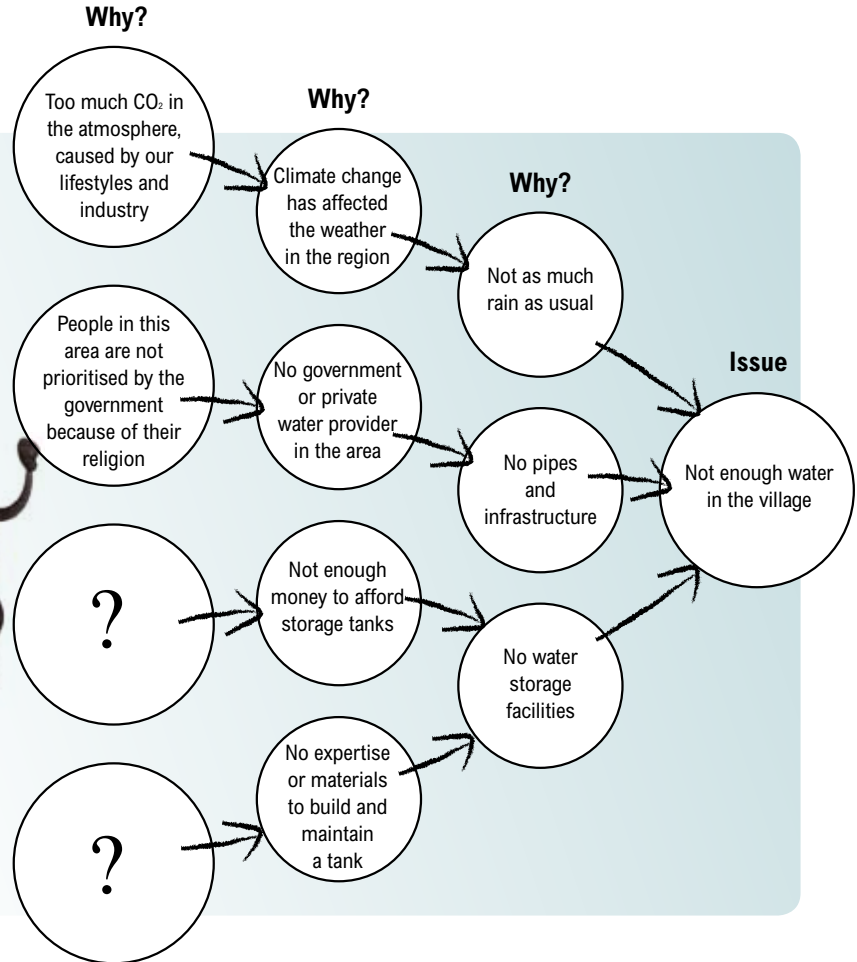 Why?
Too much CO₂ in
the atmosphere,
caused by our
lifestyles and
industry
People in this
area are not
prioritised by the
government
because of their
religion
?
?
Why?
Climate change
has affected
the weather
in the region
No government
or private
water provider
in the area
Not enough
money to afford
storage tanks
No expertise
or materials
to build and
maintain
a tank
Why?
Not as much
rain as usual
No pipes
and
infrastructure
No water
storage
facilities
Issue
Not enough water
in the village